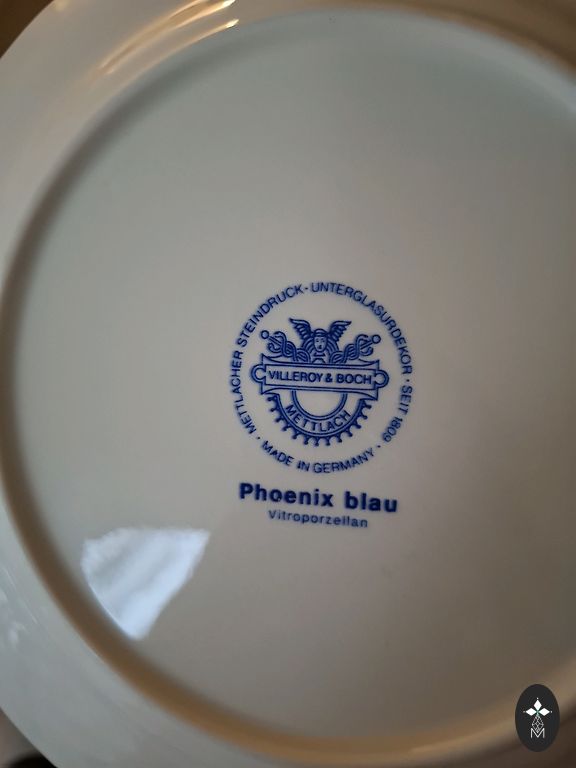 METTLACHER STEINDRUCK · UNTERGLASURDEKOR · SEIT 1809 ·
VILLEROY & BOCH
METTLACH
MADE IN GERMANY
Phoenix blau
Vitroporzellan
M